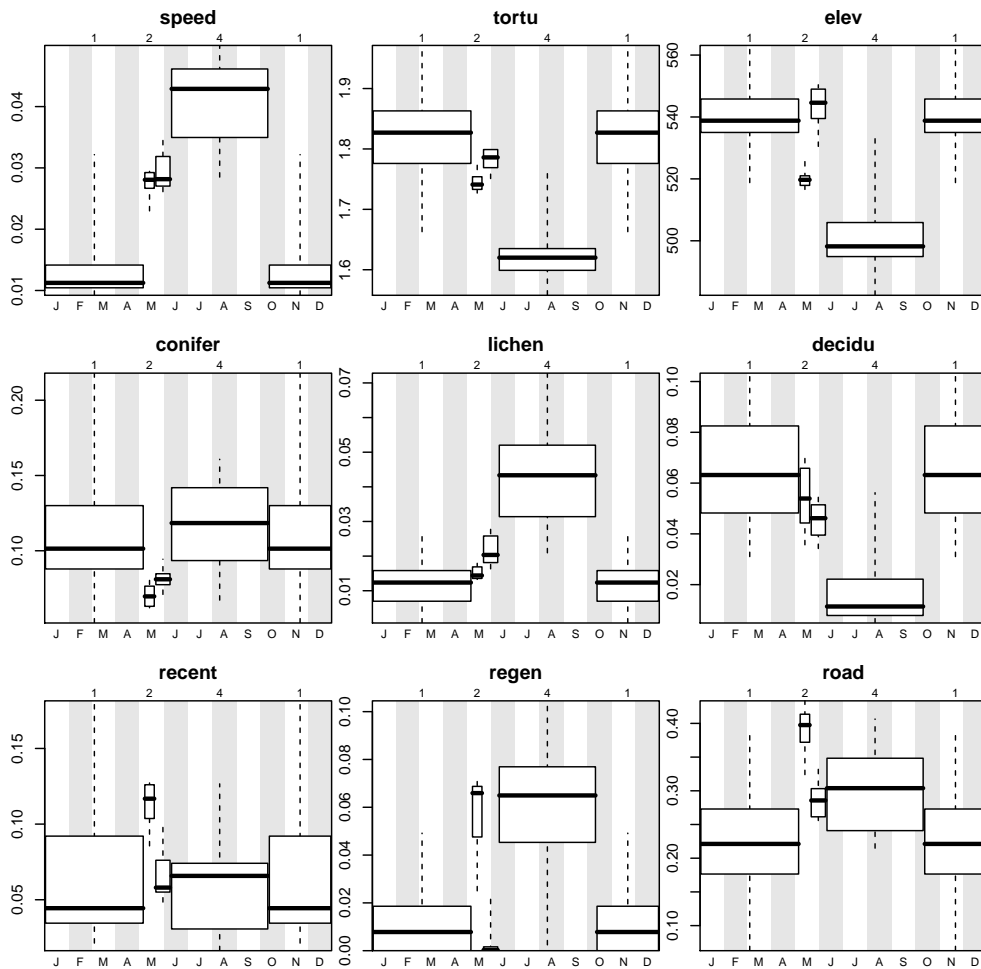 speed
1 2 4 1
0.04
0.03
0.02
0.01
J F M A M J J A S O N D
tortu
1 2 4 1
1.9
1.8
1.7
1.6
J F M A M J J A S O N D
elev
1 2 4 1
560
540
520
500
J F M A M J J A S O N D
conifer
1 2 4 1
0.20
0.15
0.10
J F M A M J J A S O N D
lichen
1 2 4 1
0.07
0.05
0.03
0.01
J F M A M J J A S O N D
decidu
1 2 4 1
0.10
0.08
0.06
0.04
0.02
J F M A M J J A S O N D
recent
1 2 4 1
0.15
0.10
0.05
J F M A M J J A S O N D
regen
1 2 4 1
0.10
0.08
0.06
0.04
0.02
0.00
J F M A M J J A S O N D
road
1 2 4 1
0.40
0.30
0.20
0.10
J F M A M J J A S O N D